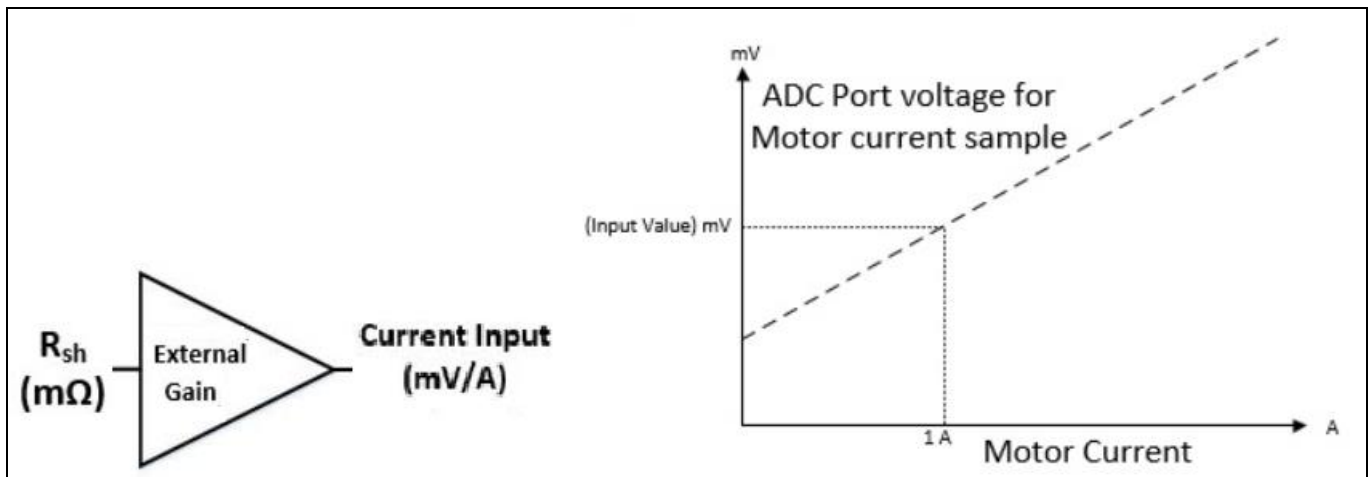 R_sh
(mΩ)
External
Gain
Current Input
(mV/A)
mV
ADC Port voltage for
Motor current sample
(Input Value) mV
1 A
A
Motor Current